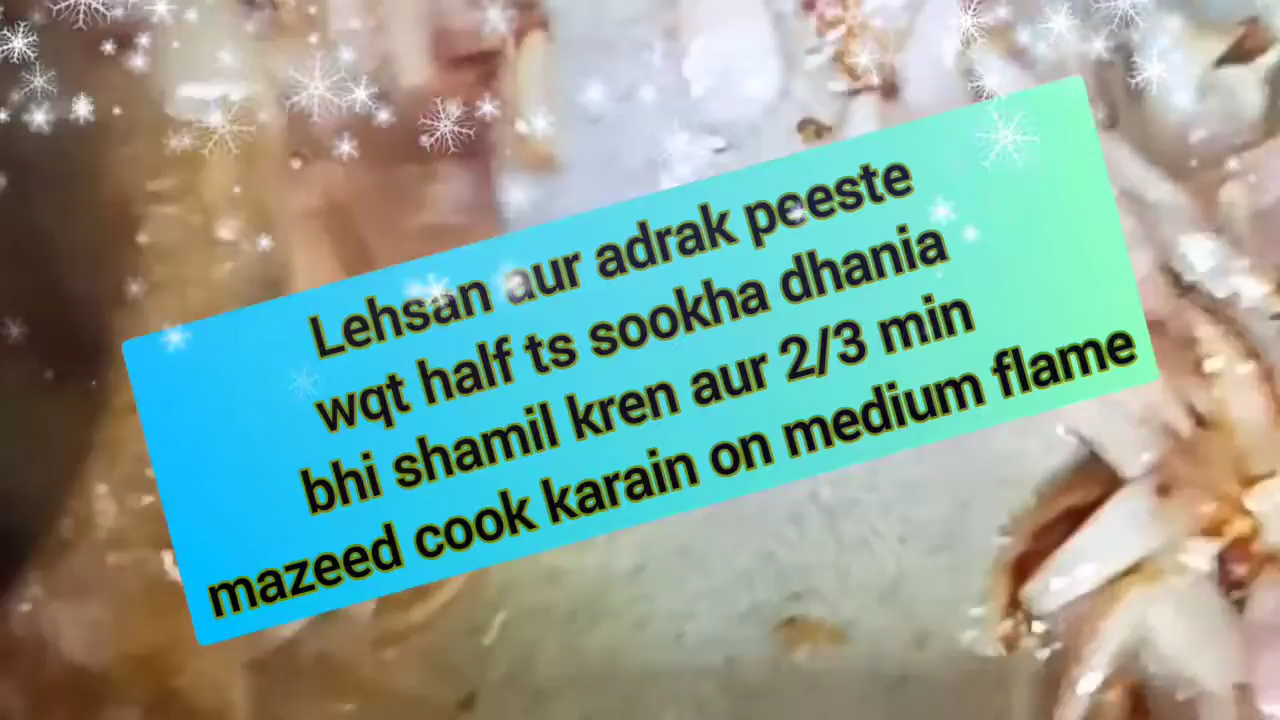 Lehsan aur adrak peeste
wqt half ts sookha dhania
bhi shamil kren aur 2/3 min
mazeed cook karain on medium flame